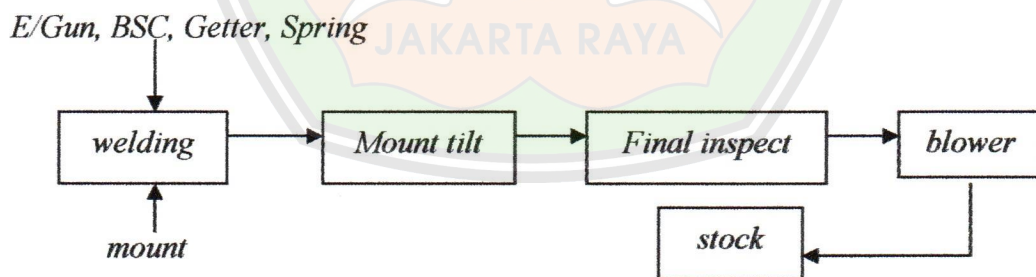 E/Gun, BSC, Getter, Spring
JAKARTA RAYA
welding
Mount tilt
Final inspect
blower
mount
stock